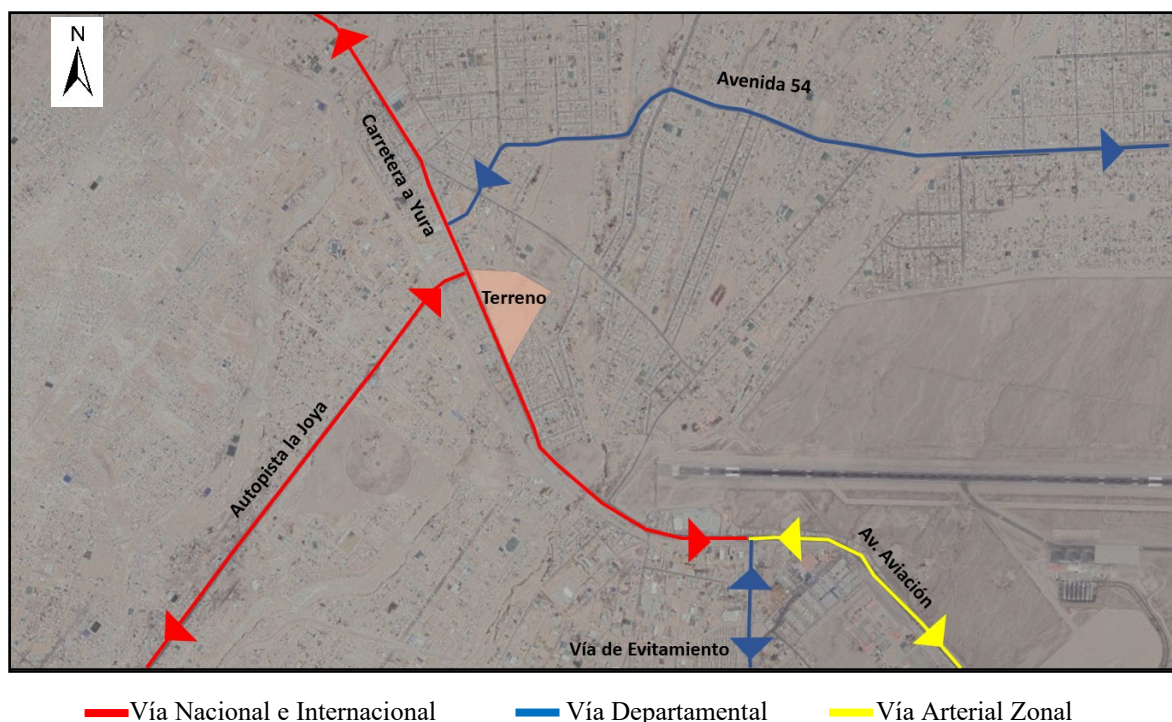 N
Avenida 54
Carretera a Yura
Terreno
Autopista la Joya
Av. Aviación
Vía de Evitamiento
Vía Nacional e Internacional
Vía Departamental
Vía Arterial Zonal